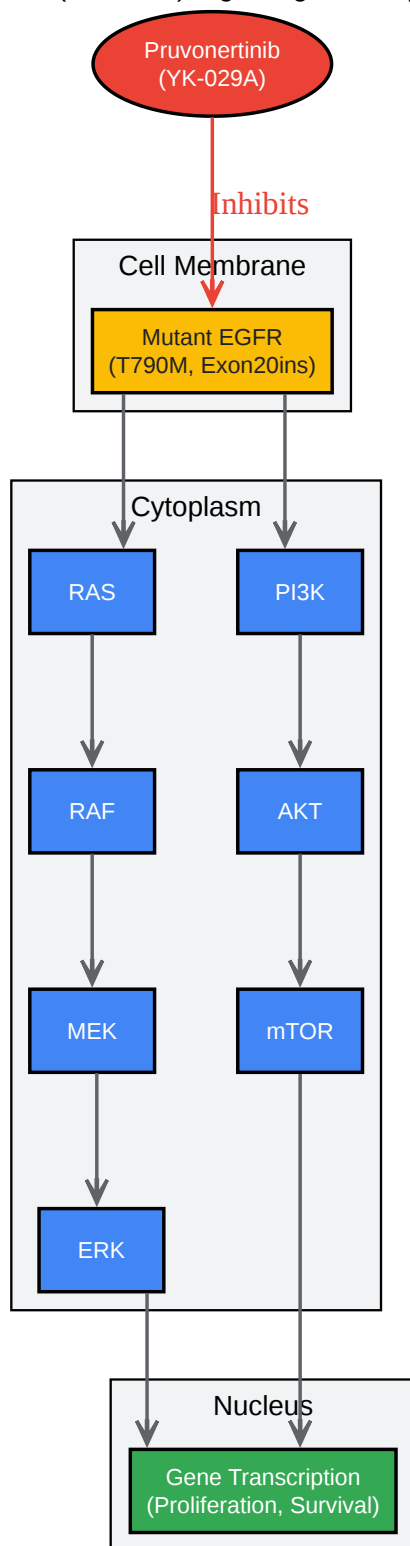 Pruvonertinib
(YK-029A)
Inhibits
Cell Membrane
Mutant EGFR
(T790M, Exon20ins)
Cytoplasm
RAS
PI3K
RAF
AKT
MEK
mTOR
ERK
Nucleus
Gene Transcription
(Proliferation, Survival)